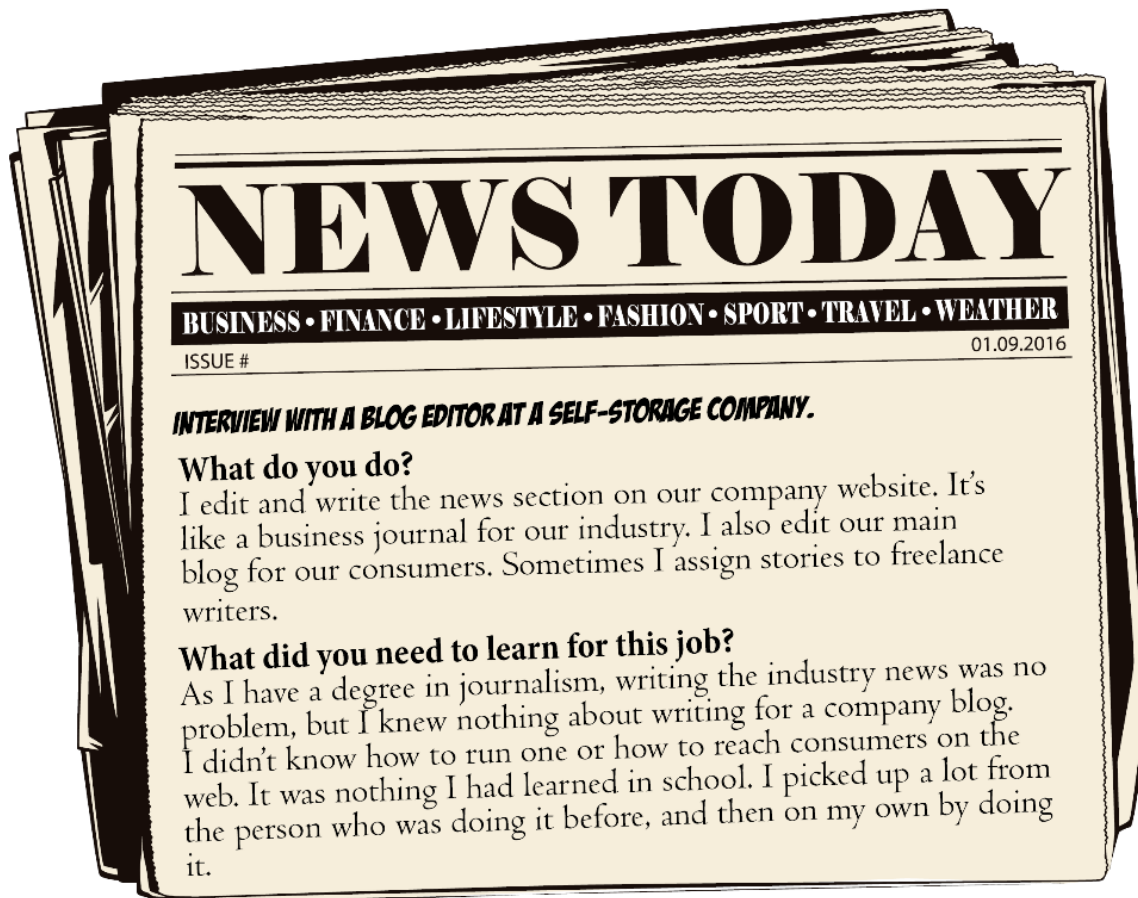 NEWS TODAY
BUSINESS • FINANCE • LIFESTYLE • FASHION • SPORT • TRAVEL • WEATHER
ISSUE # 01.09.2016
INTERVIEW WITH A BLOG EDITOR AT A SELF-STORAGE COMPANY.
What do you do?
I edit and write the news section on our company website. It's
like a business journal for our industry. I also edit our main
blog for our consumers. Sometimes I assign stories to freelance
writers.
What did you need to learn for this job?
As I have a degree in journalism, writing the industry news was no
problem, but I knew nothing about writing for a company blog.
I didn't know how to run one or how to reach consumers on the
web. It was nothing I had learned in school. I picked up a lot from
the person who was doing it before, and then on my own by doing
it.